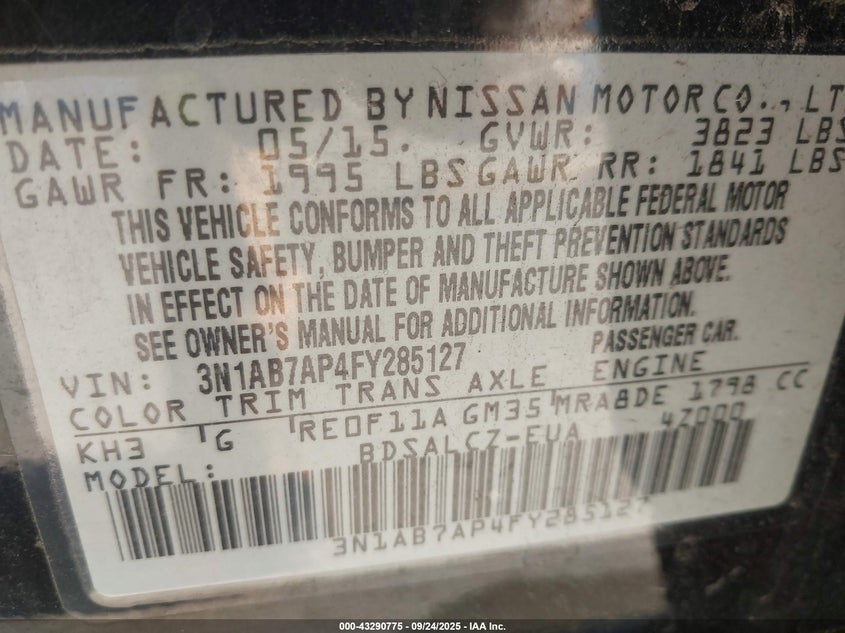 MANUFACTURED BY NISSAN MOTOR CO., LT
DATE: 05/15. GVWR: 3823 LBS
GAWR FR: 1995 LBS GAWR RR: 1841 LBS
THIS VEHICLE CONFORMS TO ALL APPLICABLE FEDERAL MOTOR
VEHICLE SAFETY, BUMPER AND THEFT PREVENTION STANDARDS
IN EFFECT ON THE DATE OF MANUFACTURE SHOWN ABOVE.
SEE OWNER'S MANUAL FOR ADDITIONAL INFORMATION.
VIN: 3N1AB7AP4FY285127 PASSENGER CAR.
COLOR TRIM TRANS AXLE ENGINE
KH3 G RE0F11A GM35 MRA8DE 1798 CC
MODEL: BDSALCZ-EUA 4Z000
3N1AB7AP4FY285127
000-43290775 - 09/24/2025 - IAA Inc.